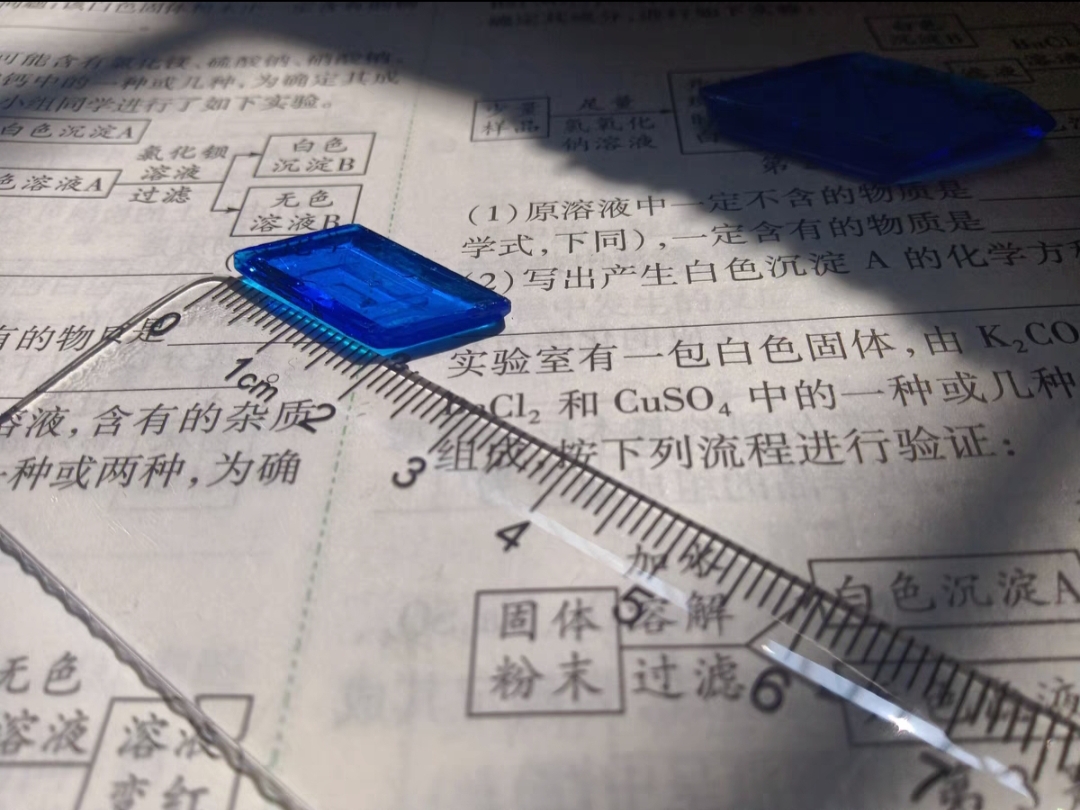 可能含有氯化镁、硫酸钠、硝酸钠、
钙中的一种或几种,为确定其成
小组同学进行了如下实验。
白色沉淀A
色溶液A
氯化钡
溶液
过滤
白色
沉淀B
无色
溶液B
有的物质是
溶液,含有的杂质
一种或两种,为确
无色
溶液
溶液
变红
少量
样品
足量
氢氧化
钠溶液
(1)原溶液中一定不含的物质是
学式,下同),一定含有的物质是
(2)写出产生白色沉淀 A 的化学方程
实验室有一包白色固体,由 K₂CO
BaCl₂ 和 CuSO₄ 中的一种或几种
组成,按下列流程进行验证:
固体
粉末
加水
溶解
过滤
白色沉淀A
0
1cm
2
3
4
5
6
7